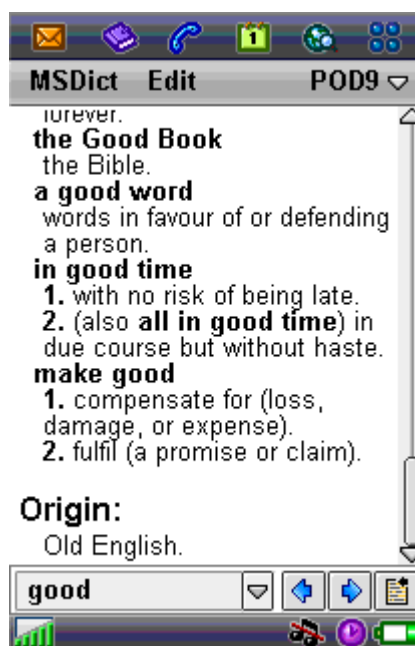 1
MSDict Edit POD9
forever.
the Good Book
the Bible.
a good word
words in favour of or defending
a person.
in good time
1. with no risk of being late.
2. (also all in good time) in
due course but without haste.
make good
1. compensate for (loss,
damage, or expense).
2. fulfil (a promise or claim).
Origin:
Old English.
good